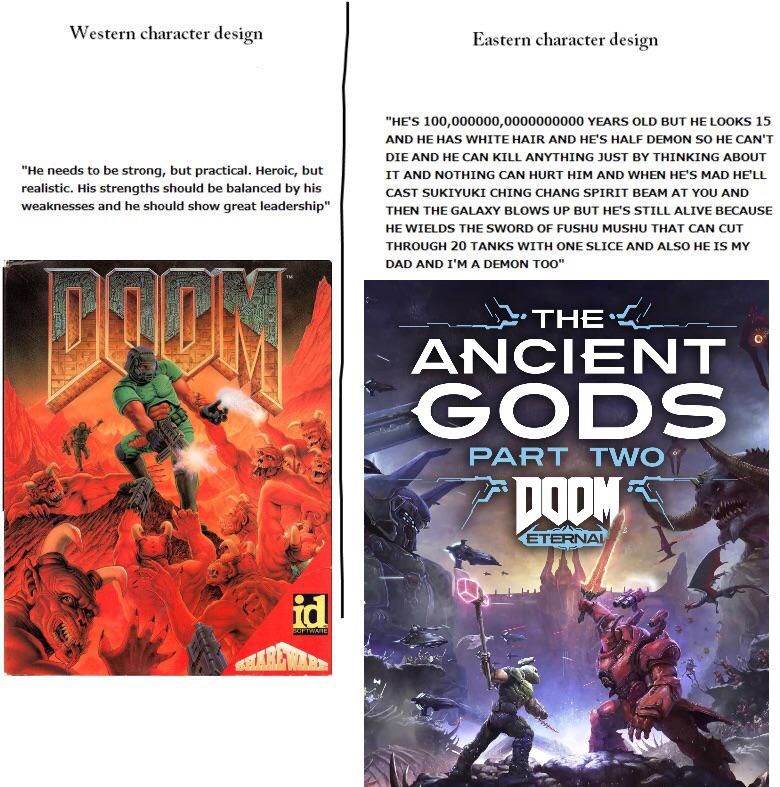 Western character design
"He needs to be strong, but practical. Heroic, but
realistic. His strengths should be balanced by his
weaknesses and he should show great leadership"
DOOM
™
id
SOFTWARE
SHAREWARE
Eastern character design
"HE'S 100,000000,0000000000 YEARS OLD BUT HE LOOKS 15
AND HE HAS WHITE HAIR AND HE'S HALF DEMON SO HE CAN'T
DIE AND HE CAN KILL ANYTHING JUST BY THINKING ABOUT
IT AND NOTHING CAN HURT HIM AND WHEN HE'S MAD HE'LL
CAST SUKIYUKI CHING CHANG SPIRIT BEAM AT YOU AND
THEN THE GALAXY BLOWS UP BUT HE'S STILL ALIVE BECAUSE
HE WIELDS THE SWORD OF FUSHU MUSHU THAT CAN CUT
THROUGH 20 TANKS WITH ONE SLICE AND ALSO HE IS MY
DAD AND I'M A DEMON TOO"
THE
ANCIENT
GODS
PART TWO
DOOM
ETERNAL